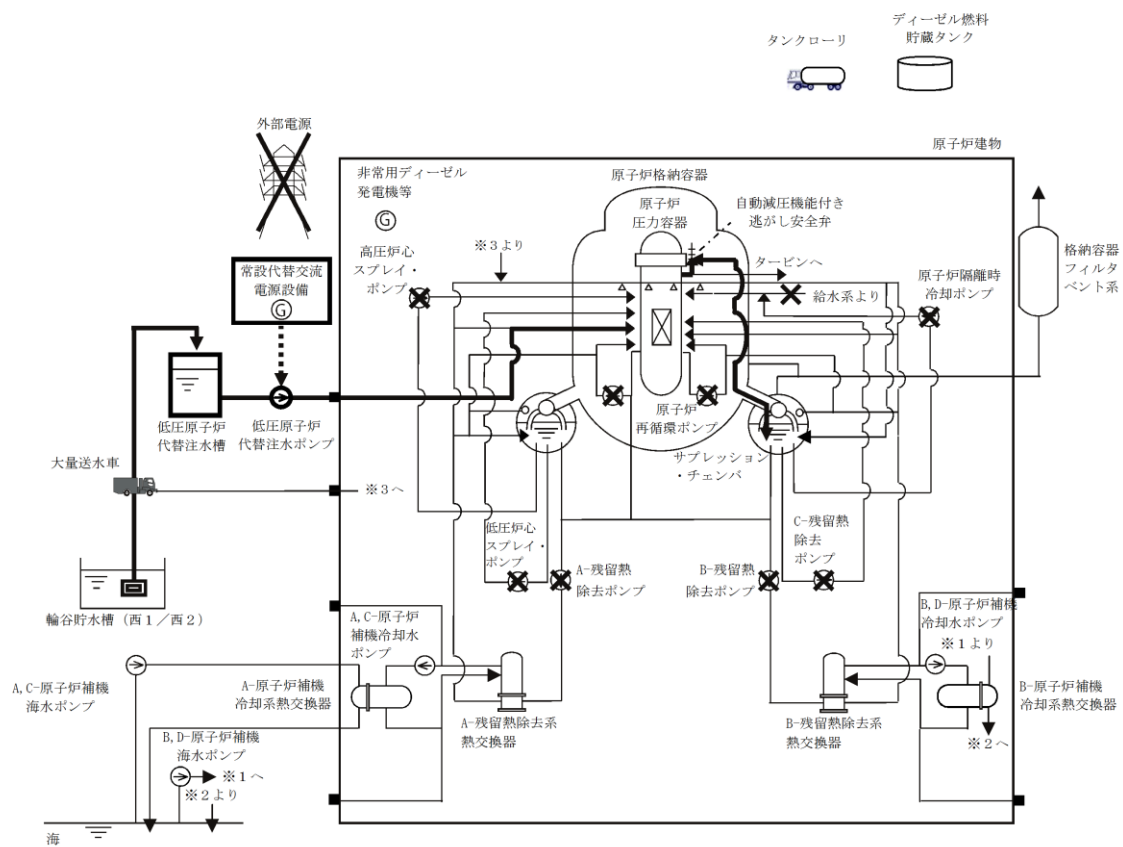 ディーゼル燃料
貯蔵タンク
タンクローリ
外部電源
原子炉建物
非常用ディーゼル
発電機等
G
原子炉格納容器
原子炉
圧力容器
自動減圧機能付き
逃がし安全弁
※3より
高圧炉心
スプレイ・
ポンプ
タービンへ
給水系より
原子炉隔離時
冷却ポンプ
格納容器
フィルタ
ベント系
常設代替交流
電源設備
G
低圧原子炉
代替注水槽
低圧原子炉
代替注水ポンプ
原子炉
再循環ポンプ
サプレッション
・チェンバ
大量送水車
※3へ
低圧炉心
スプレイ・
ポンプ
A-残留熱
除去ポンプ
B-残留熱
除去ポンプ
C-残留熱
除去
ポンプ
輪谷貯水槽(西1/西2)
A,C-原子炉
補機冷却水
ポンプ
B,D-原子炉補機
冷却水ポンプ
※1より
A,C-原子炉補機
海水ポンプ
A-原子炉補機
冷却系熱交換器
A-残留熱除去系
熱交換器
B-残留熱除去系
熱交換器
B-原子炉補機
冷却系熱交換器
※2へ
B,D-原子炉補機
海水ポンプ
※1へ
※2より
海